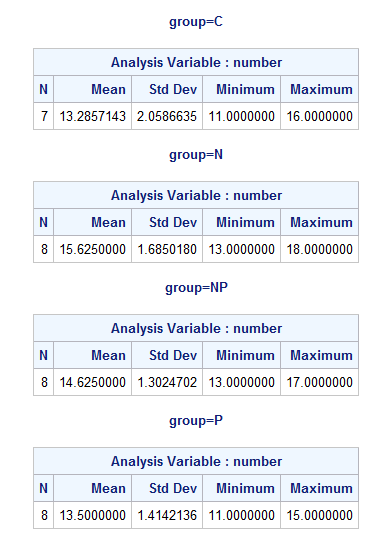 group=C
Analysis Variable : number
N Mean Std Dev Minimum Maximum
7 13.2857143 2.0586635 11.0000000 16.0000000
group=N
Analysis Variable : number
N Mean Std Dev Minimum Maximum
8 15.6250000 1.6850180 13.0000000 18.0000000
group=NP
Analysis Variable : number
N Mean Std Dev Minimum Maximum
8 14.6250000 1.3024702 13.0000000 17.0000000
group=P
Analysis Variable : number
N Mean Std Dev Minimum Maximum
8 13.5000000 1.4142136 11.0000000 15.0000000